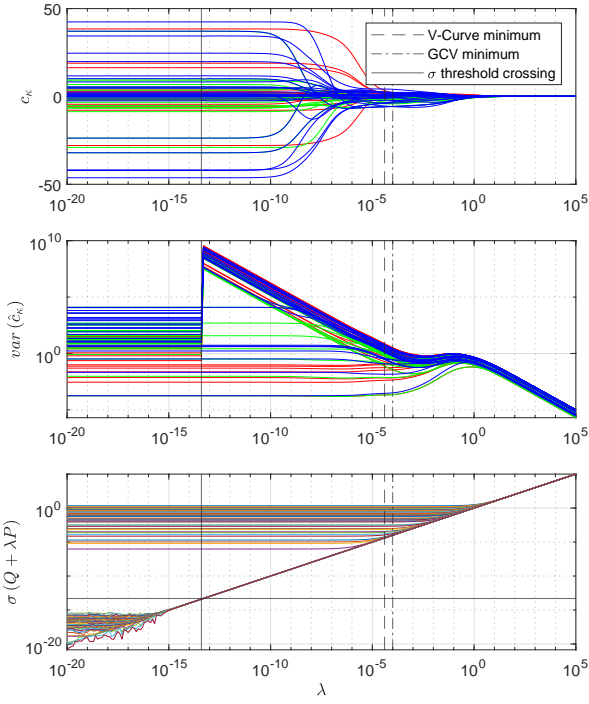 50
0
-50
c_κ
V-Curve minimum
GCV minimum
σ threshold crossing
10^-20 10^-15 10^-10 10^-5 10^0 10^5
10^10
10^0
var (ĉ_κ)
10^-20 10^-15 10^-10 10^-5 10^0 10^5
10^0
10^-20
σ (Q + λP)
10^-20 10^-15 10^-10 10^-5 10^0 10^5
λ